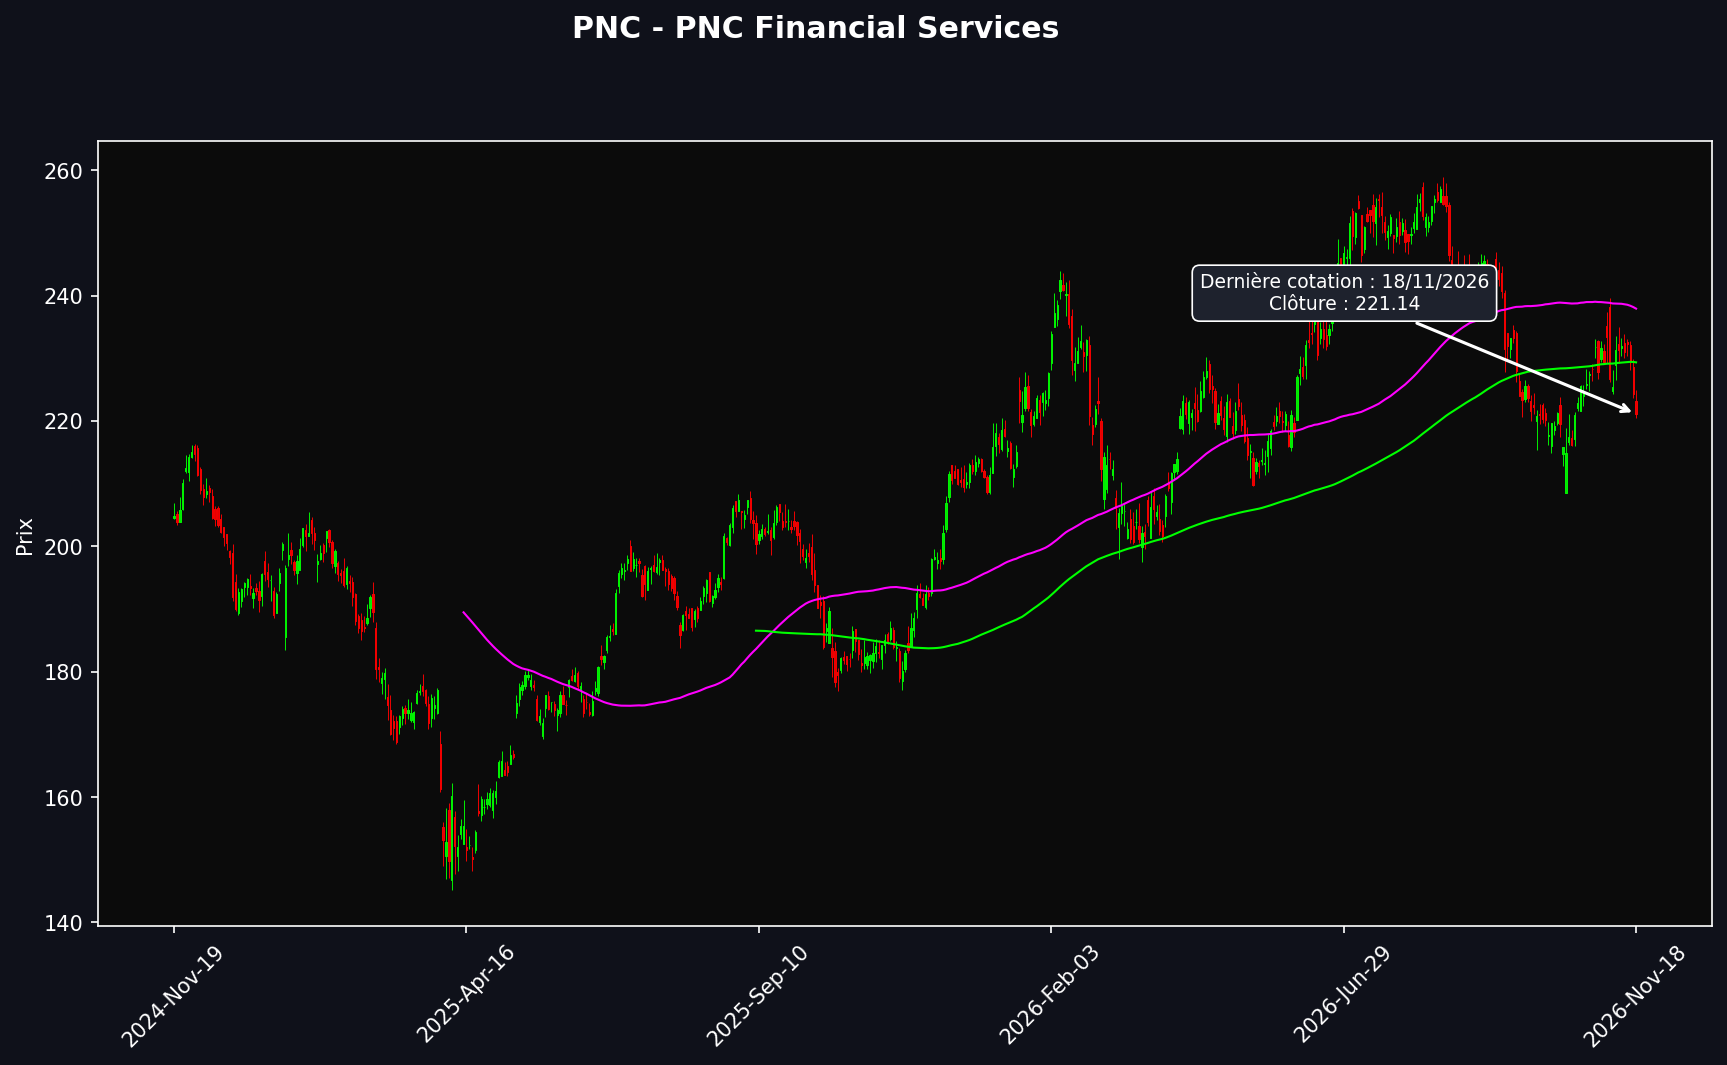 PNC - PNC Financial Services
260
240
220
200
180
160
140
Prix
Dernière cotation : 18/11/2026
Clôture : 221.14
2024-Nov-19
2025-Apr-16
2025-Sep-10
2026-Feb-03
2026-Jun-29
2026-Nov-18